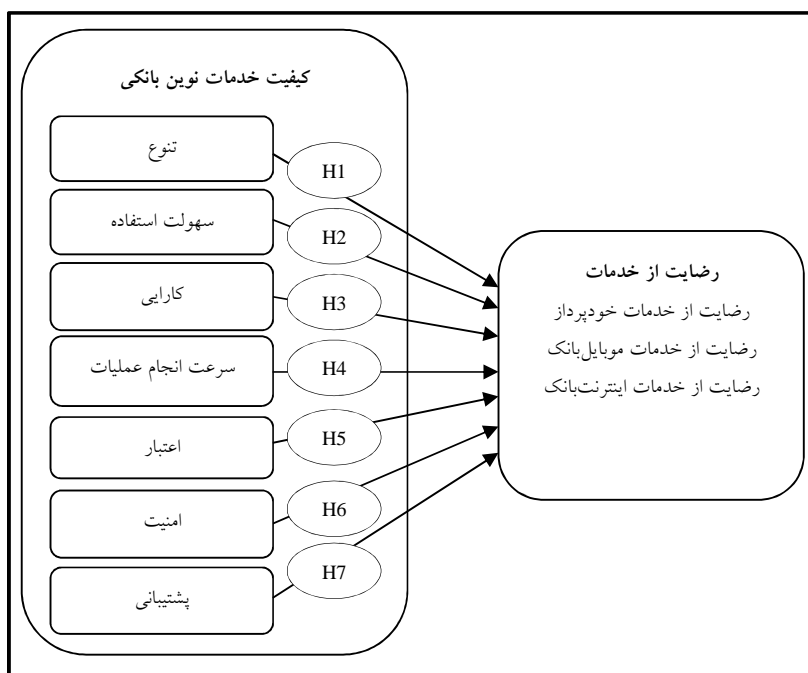 کیفیت خدمات نوین بانکی
تنوع
H1
سهولت استفاده
H2
کارایی
H3
سرعت انجام عملیات
H4
اعتبار
H5
امنیت
H6
پشتیبانی
H7
رضایت از خدمات
رضایت از خدمات خودپرداز
رضایت از خدمات موبایل‌بانک
رضایت از خدمات اینترنت‌بانک